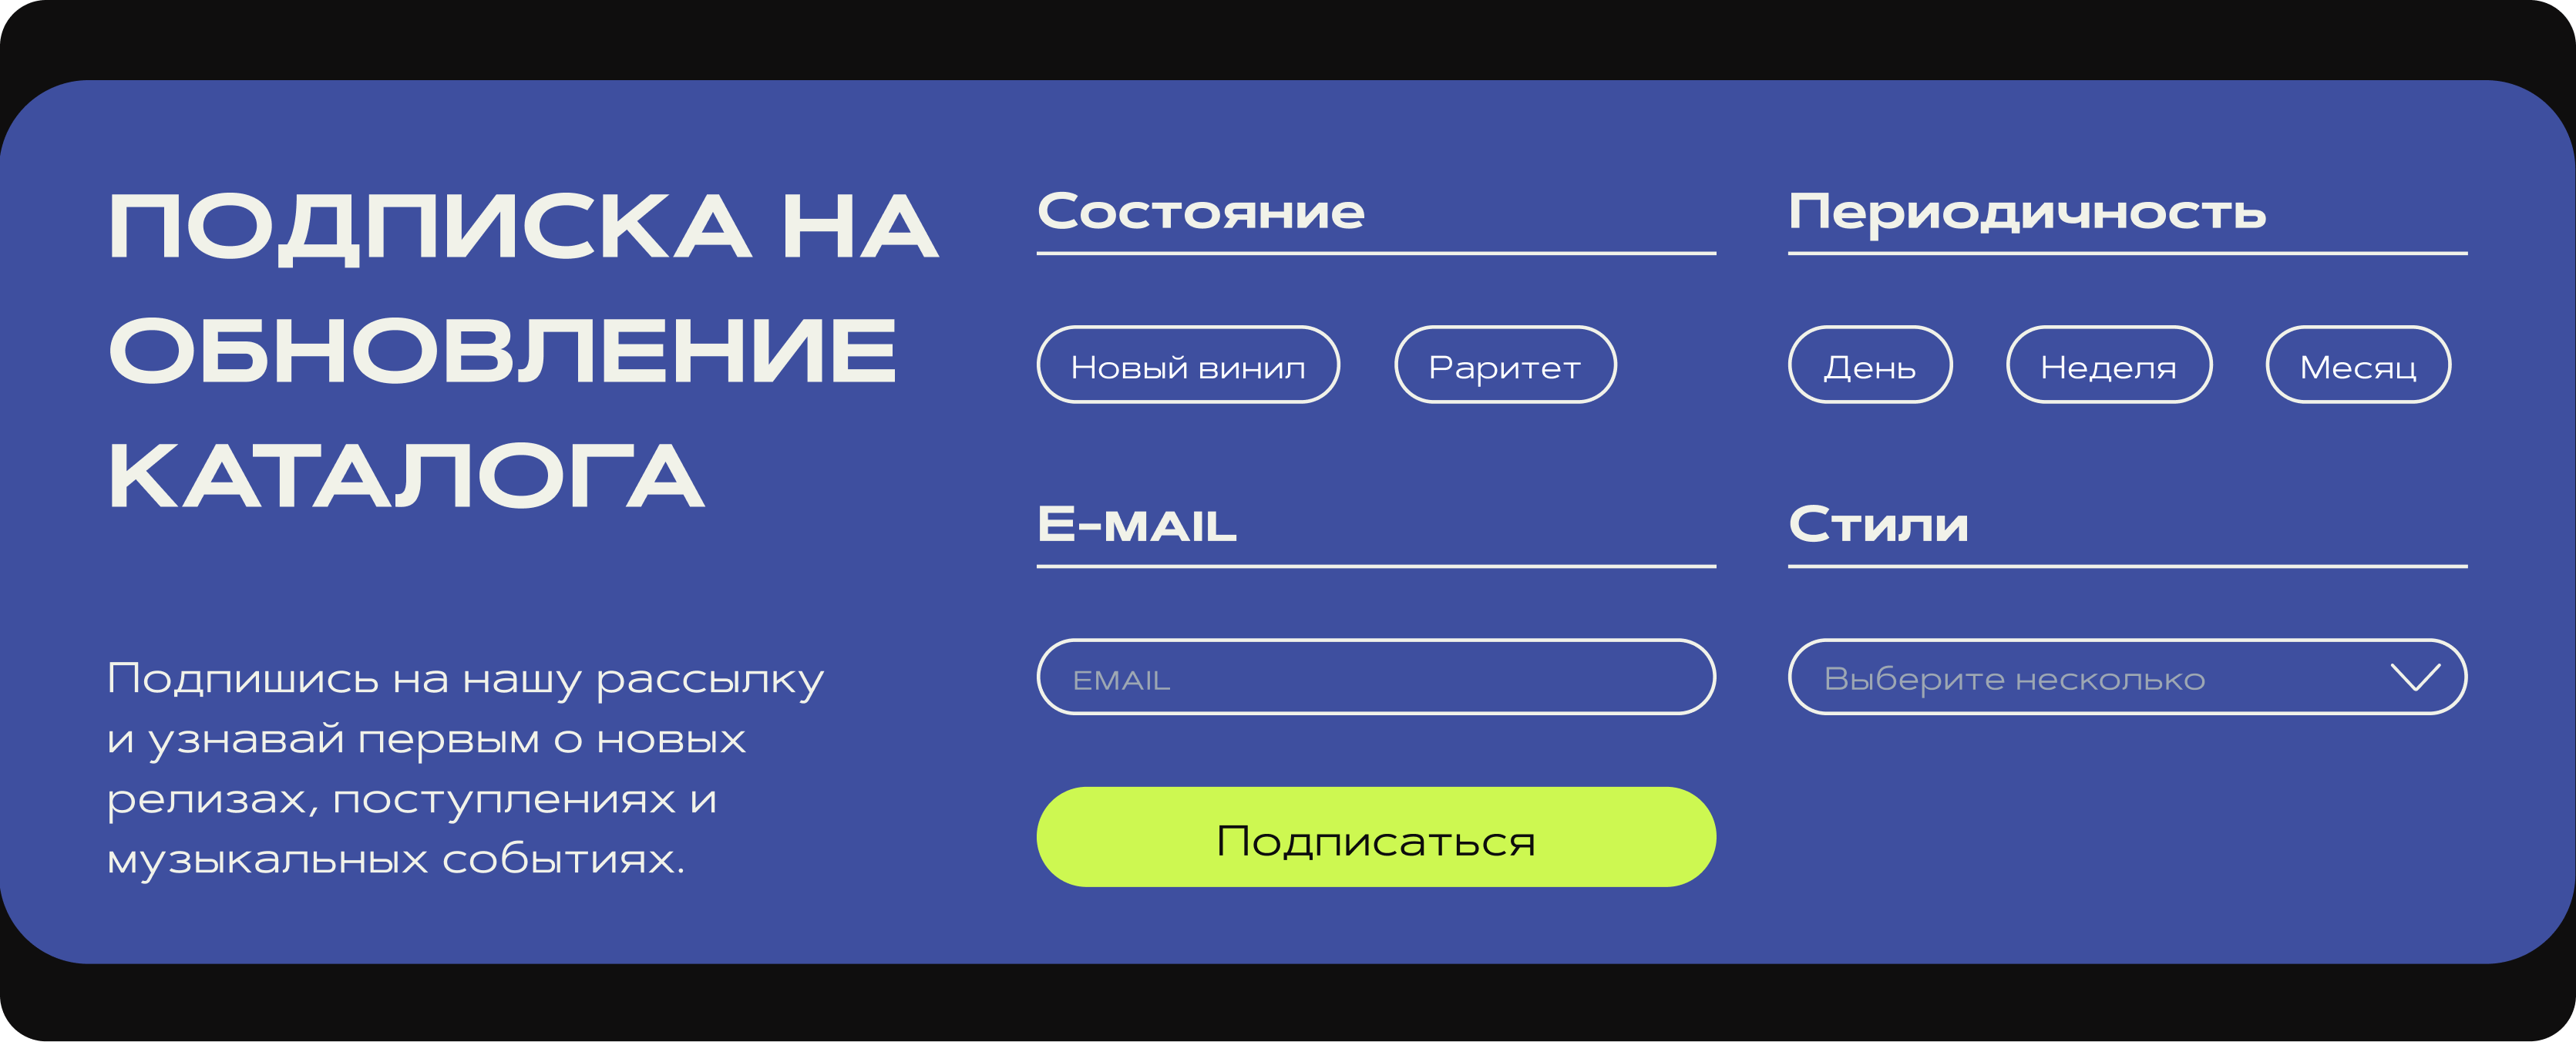 ПОДПИСКА НА
ОБНОВЛЕНИЕ
КАТАЛОГА
Подпишись на нашу рассылку
и узнавай первым о новых
релизах, поступлениях и
музыкальных событиях.
Состояние
Новый винил
Раритет
Периодичность
День
Неделя
Месяц
E-MAIL
EMAIL
Стили
Выберите несколько
Подписаться